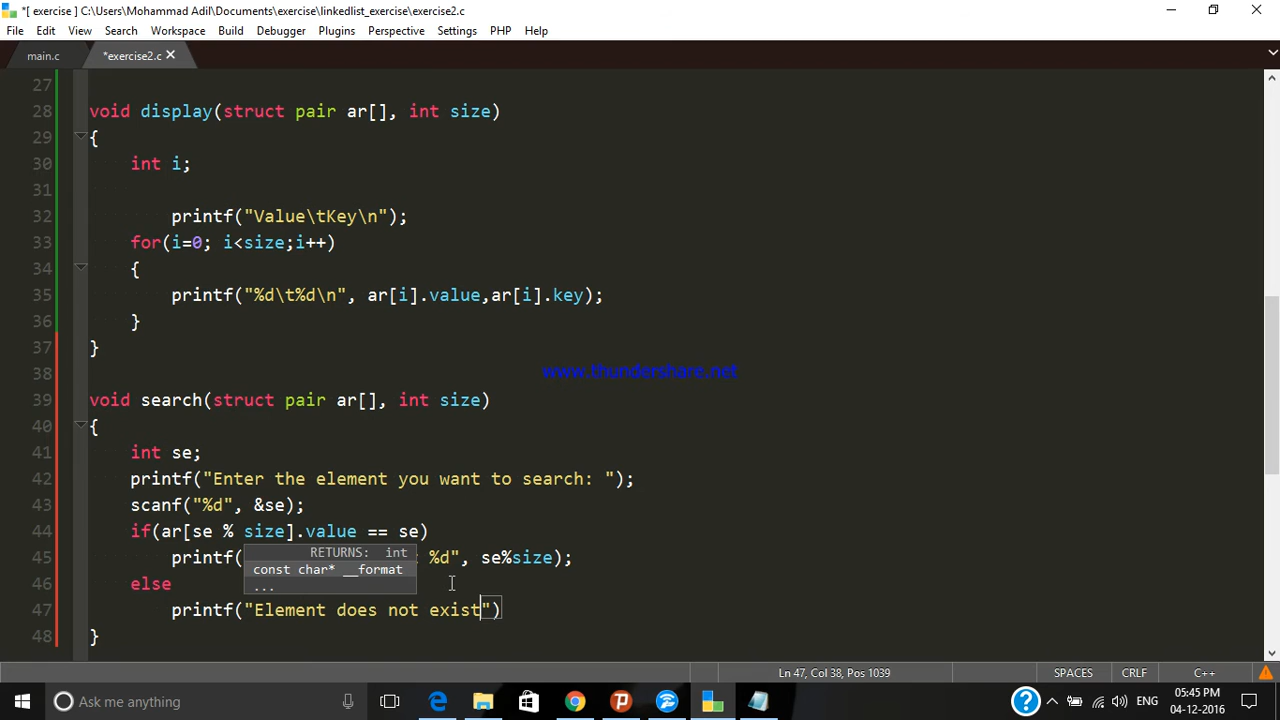 *[ exercise ] C:\Users\Mohammad Adil\Documents\exercise\linkedlist_exercise\exercise2.c
File Edit View Search Workspace Build Debugger Plugins Perspective Settings PHP Help
main.c *exercise2.c
27
28 void display(struct pair ar[], int size)
29 {
30 int i;
31
32 printf("Value\tKey\n");
33 for(i=0; i<size;i++)
34 {
35 printf("%d\t%d\n", ar[i].value,ar[i].key);
36 }
37 }
www.thundershare.net
38
39 void search(struct pair ar[], int size)
40 {
41 int se;
42 printf("Enter the element you want to search: ");
43 scanf("%d", &se);
44 if(ar[se % size].value == se)
RETURNS: int
45 printf( %d", se%size);
const char* __format
46 else
...
47 printf("Element does not exist")
48 }
Ln 47, Col 38, Pos 1039 SPACES CRLF C++
Ask me anything ENG 05:45 PM
04-12-2016